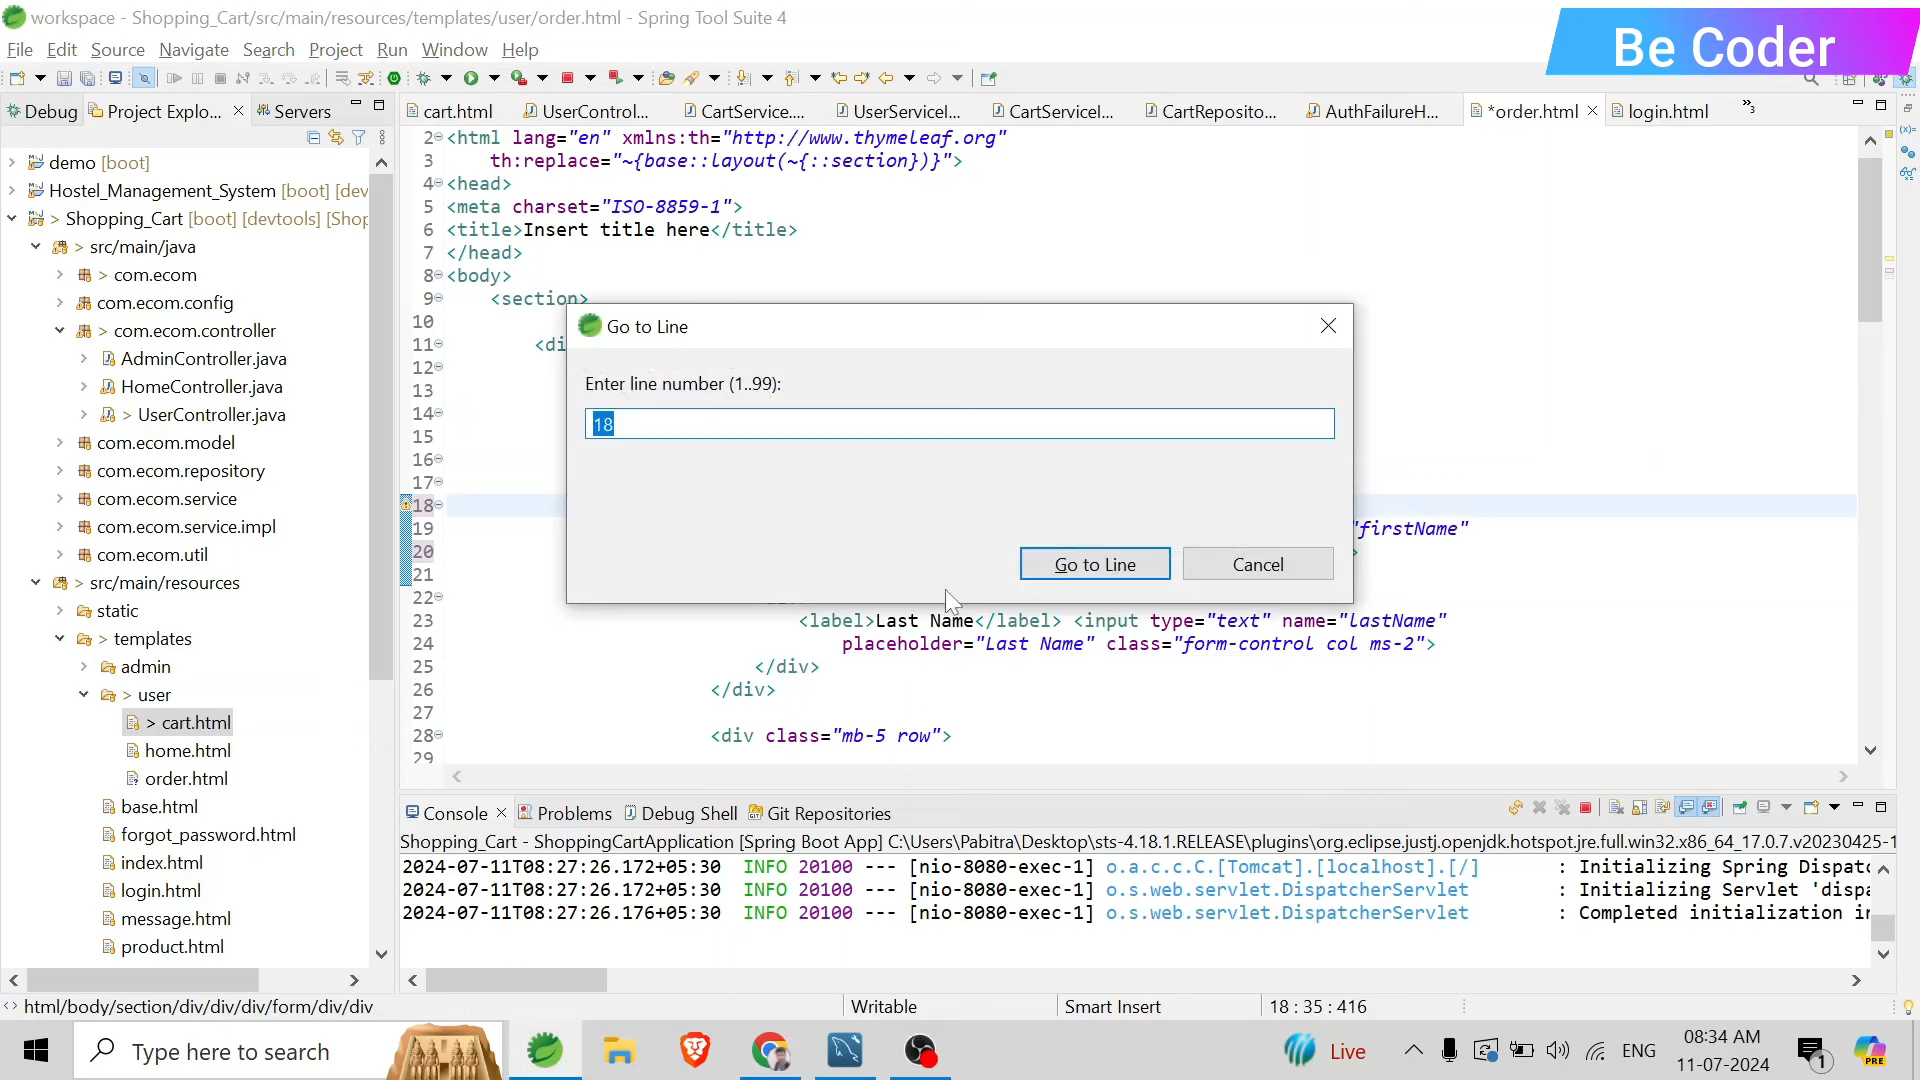 workspace - Shopping_Cart/src/main/resources/templates/user/order.html - Spring Tool Suite 4
Be Coder
File Edit Source Navigate Search Project Run Window Help
Debug Project Explo... Servers
cart.html UserControl... CartService.... UserServiceI... CartServiceI... CartReposito... AuthFailureH... *order.html login.html »3
demo [boot]
Hostel_Management_System [boot] [dev
> Shopping_Cart [boot] [devtools] [Shop
> src/main/java
> com.ecom
com.ecom.config
> com.ecom.controller
AdminController.java
HomeController.java
> UserController.java
com.ecom.model
com.ecom.repository
com.ecom.service
com.ecom.service.impl
com.ecom.util
> src/main/resources
static
> templates
admin
> user
> cart.html
home.html
order.html
base.html
forgot_password.html
index.html
login.html
message.html
product.html
2 <html lang="en" xmlns:th="http://www.thymeleaf.org"
3 th:replace="~{base::layout(~{::section})}">
4 <head>
5 <meta charset="ISO-8859-1">
6 <title>Insert title here</title>
7 </head>
8 <body>
9 <section>
10
11 <di
12
13
14
15
16
17
18
19 "firstName"
20 >
21
22
23 <label>Last Name</label> <input type="text" name="lastName"
24 placeholder="Last Name" class="form-control col ms-2">
25 </div>
26 </div>
27
28 <div class="mb-5 row">
29
Go to Line
Enter line number (1..99):
18
Go to Line Cancel
Console Problems Debug Shell Git Repositories
Shopping_Cart - ShoppingCartApplication [Spring Boot App] C:\Users\Pabitra\Desktop\sts-4.18.1.RELEASE\plugins\org.eclipse.justj.openjdk.hotspot.jre.full.win32.x86_64_17.0.7.v20230425-1
2024-07-11T08:27:26.172+05:30 INFO 20100 --- [nio-8080-exec-1] o.a.c.c.C.[Tomcat].[localhost].[/] : Initializing Spring Dispatc
2024-07-11T08:27:26.172+05:30 INFO 20100 --- [nio-8080-exec-1] o.s.web.servlet.DispatcherServlet : Initializing Servlet 'dispa
2024-07-11T08:27:26.176+05:30 INFO 20100 --- [nio-8080-exec-1] o.s.web.servlet.DispatcherServlet : Completed initialization in
html/body/section/div/div/div/form/div/div Writable Smart Insert 18 : 35 : 416
Type here to search
Live ENG 08:34 AM
11-07-2024
1
PRE